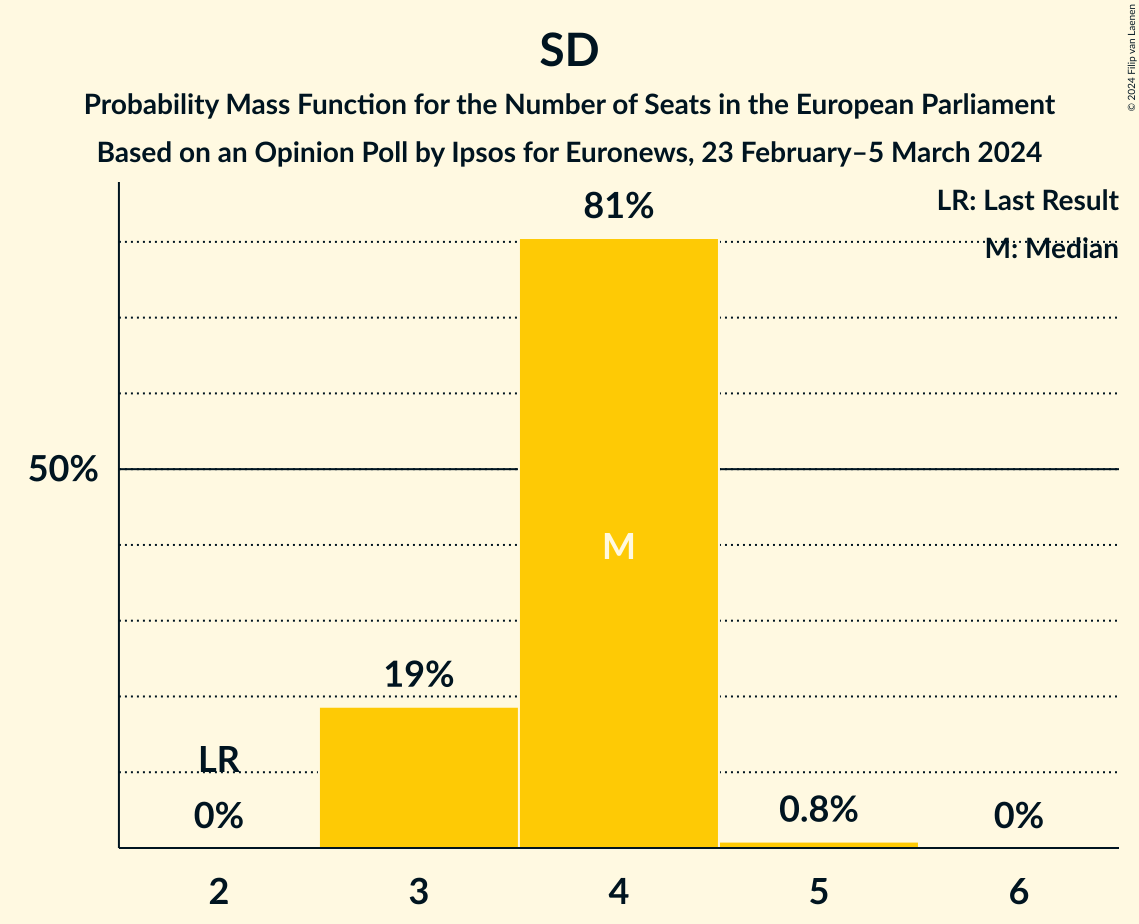 SD
Probability Mass Function for the Number of Seats in the European Parliament
Based on an Opinion Poll by Ipsos for Euronews, 23 February–5 March 2024
© 2024 Filip van Laenen
LR: Last Result
M: Median
81%
50%
M
19%
LR
0%
0.8%
0%
2 3 4 5 6